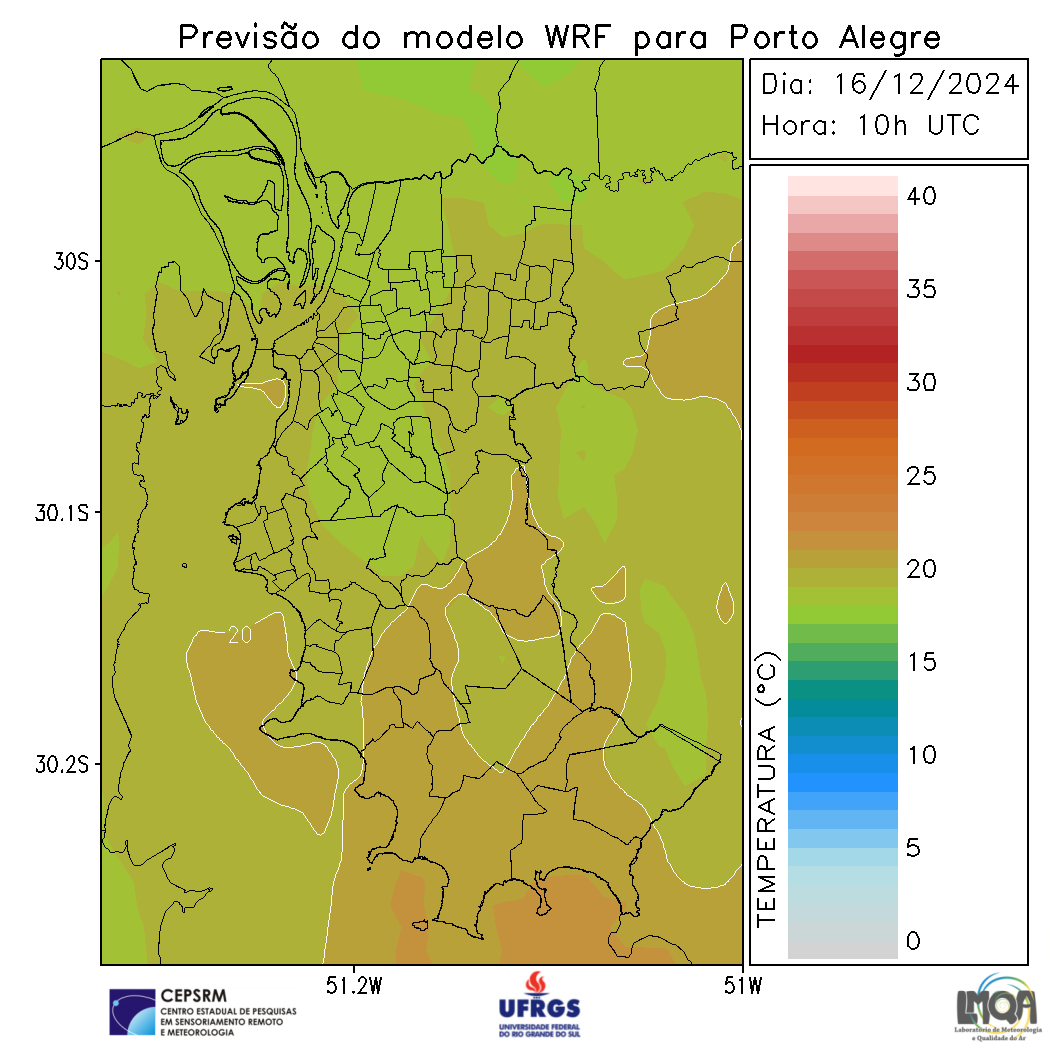 Previsão do modelo WRF para Porto Alegre
Dia: 16/12/2024
Hora: 10h UTC
30S
30.1S
30.2S
51.2W
51W
20
40
35
30
25
20
15
10
5
0
TEMPERATURA (°C)
CEPSRM
CENTRO ESTADUAL DE PESQUISAS
EM SENSORIAMENTO REMOTO
E METEOROLOGIA
UFRGS
UNIVERSIDADE FEDERAL
DO RIO GRANDE DO SUL
LMQA
Laboratório de Meteorologia
e Qualidade do Ar